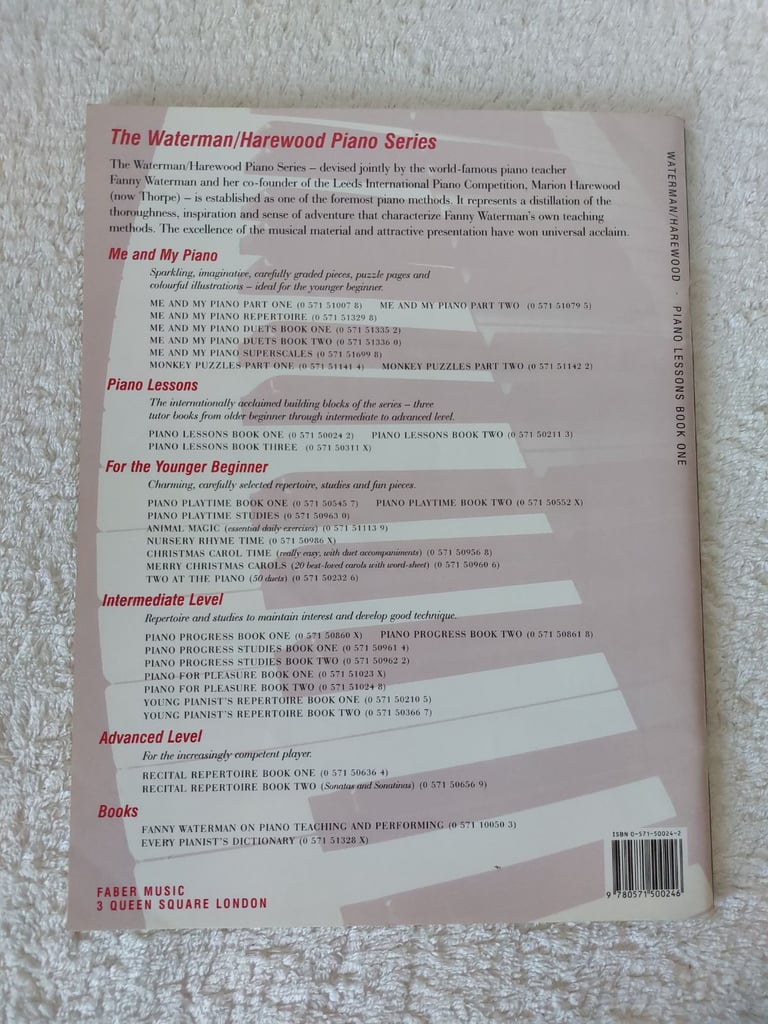 The Waterman/Harewood Piano Series
The Waterman/Harewood Piano Series – devised jointly by the world-famous piano teacher
Fanny Waterman and her co-founder of the Leeds International Piano Competition, Marion Harewood
(now Thorpe) – is established as one of the foremost piano methods. It represents a distillation of the
thoroughness, inspiration and sense of adventure that characterize Fanny Waterman's own teaching
methods. The excellence of the musical material and attractive presentation have won universal acclaim.
Me and My Piano
Sparkling, imaginative, carefully graded pieces, puzzle pages and
colourful illustrations – ideal for the younger beginner.
ME AND MY PIANO PART ONE (0 571 51007 8) ME AND MY PIANO PART TWO (0 571 51079 5)
ME AND MY PIANO REPERTOIRE (0 571 51329 8)
ME AND MY PIANO DUETS BOOK ONE (0 571 51335 2)
ME AND MY PIANO DUETS BOOK TWO (0 571 51336 0)
ME AND MY PIANO SUPERSCALES (0 571 51699 8)
MONKEY PUZZLES PART ONE (0 571 51141 4) MONKEY PUZZLES PART TWO (0 571 51142 2)
Piano Lessons
The internationally acclaimed building blocks of the series – three
tutor books from older beginner through intermediate to advanced level.
PIANO LESSONS BOOK ONE (0 571 50024 2) PIANO LESSONS BOOK TWO (0 571 50211 3)
PIANO LESSONS BOOK THREE (0 571 50311 X)
For the Younger Beginner
Charming, carefully selected repertoire, studies and fun pieces.
PIANO PLAYTIME BOOK ONE (0 571 50545 7) PIANO PLAYTIME BOOK TWO (0 571 50552 X)
PIANO PLAYTIME STUDIES (0 571 50963 0)
ANIMAL MAGIC (essential daily exercises) (0 571 51113 9)
NURSERY RHYME TIME (0 571 50986 X)
CHRISTMAS CAROL TIME (really easy, with duet accompaniments) (0 571 50956 8)
MERRY CHRISTMAS CAROLS (20 best-loved carols with word-sheet) (0 571 50960 6)
TWO AT THE PIANO (50 duets) (0 571 50232 6)
Intermediate Level
Repertoire and studies to maintain interest and develop good technique.
PIANO PROGRESS BOOK ONE (0 571 50860 X) PIANO PROGRESS BOOK TWO (0 571 50861 8)
PIANO PROGRESS STUDIES BOOK ONE (0 571 50961 4)
PIANO PROGRESS STUDIES BOOK TWO (0 571 50962 2)
PIANO FOR PLEASURE BOOK ONE (0 571 51023 X)
PIANO FOR PLEASURE BOOK TWO (0 571 51024 8)
YOUNG PIANIST'S REPERTOIRE BOOK ONE (0 571 50210 5)
YOUNG PIANIST'S REPERTOIRE BOOK TWO (0 571 50366 7)
Advanced Level
For the increasingly competent player.
RECITAL REPERTOIRE BOOK ONE (0 571 50636 4)
RECITAL REPERTOIRE BOOK TWO (Sonatas and Sonatinas) (0 571 50656 9)
Books
FANNY WATERMAN ON PIANO TEACHING AND PERFORMING (0 571 10050 3)
EVERY PIANIST'S DICTIONARY (0 571 51328 X)
FABER MUSIC
3 QUEEN SQUARE LONDON
WATERMAN/HAREWOOD · PIANO LESSONS BOOK ONE
ISBN 0-571-50024-2
9 780571 500246